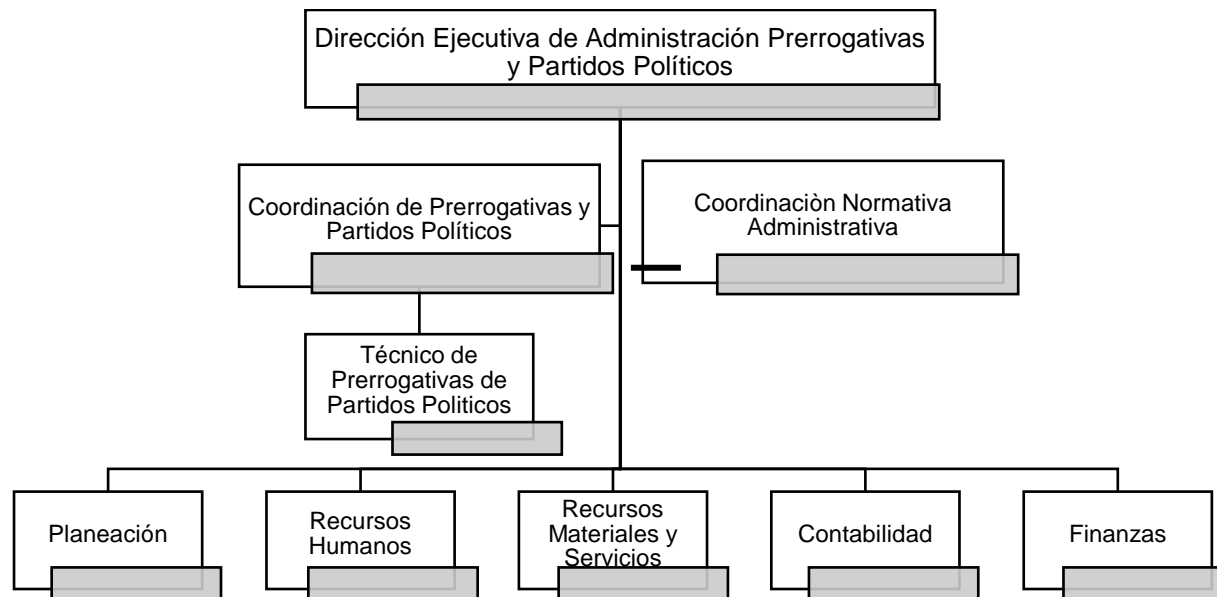 Dirección Ejecutiva de Administración Prerrogativas
y Partidos Políticos
Coordinación de Prerrogativas y
Partidos Políticos
Coordinaciòn Normativa
Administrativa
Técnico de
Prerrogativas de
Partidos Politicos
Planeación
Recursos
Humanos
Recursos
Materiales y
Servicios
Contabilidad
Finanzas